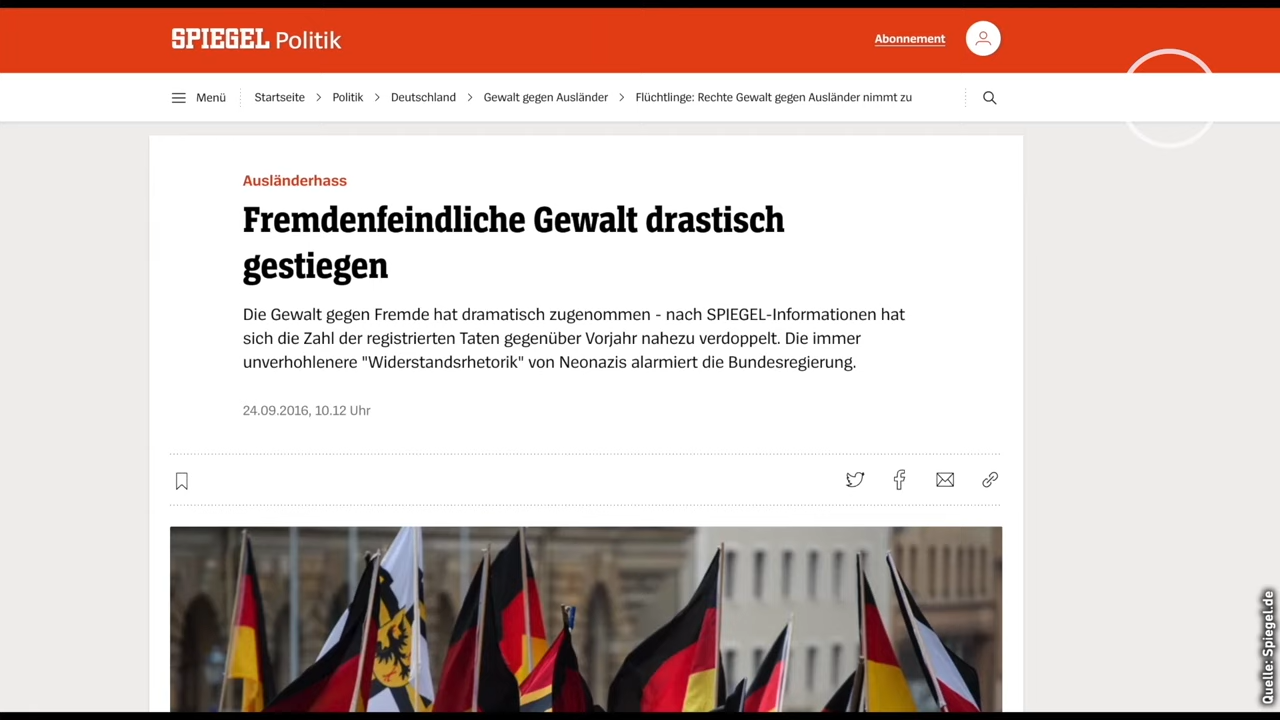 SPIEGEL Politik
Abonnement
Menü
Startseite > Politik > Deutschland > Gewalt gegen Ausländer > Flüchtlinge: Rechte Gewalt gegen Ausländer nimmt zu
Ausländerhass
Fremdenfeindliche Gewalt drastisch
gestiegen
Die Gewalt gegen Fremde hat dramatisch zugenommen - nach SPIEGEL-Informationen hat
sich die Zahl der registrierten Taten gegenüber Vorjahr nahezu verdoppelt. Die immer
unverhohlenere "Widerstandsrhetorik" von Neonazis alarmiert die Bundesregierung.
24.09.2016, 10.12 Uhr
Quelle: Spiegel.de